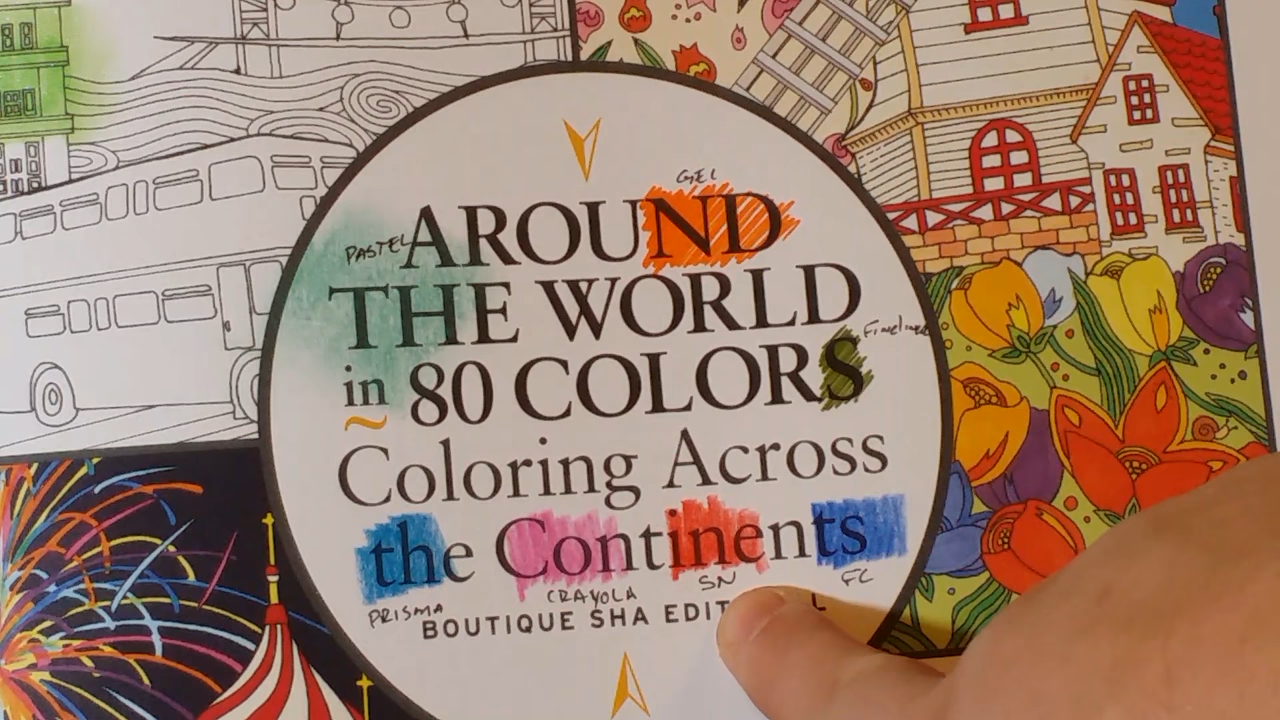 GEL
PASTEL AROUND
THE WORLD
Fineliner
in 80 COLORS
Coloring Across
the Continents
PRISMA CRAYOLA SN FC
BOUTIQUE SHA EDIT